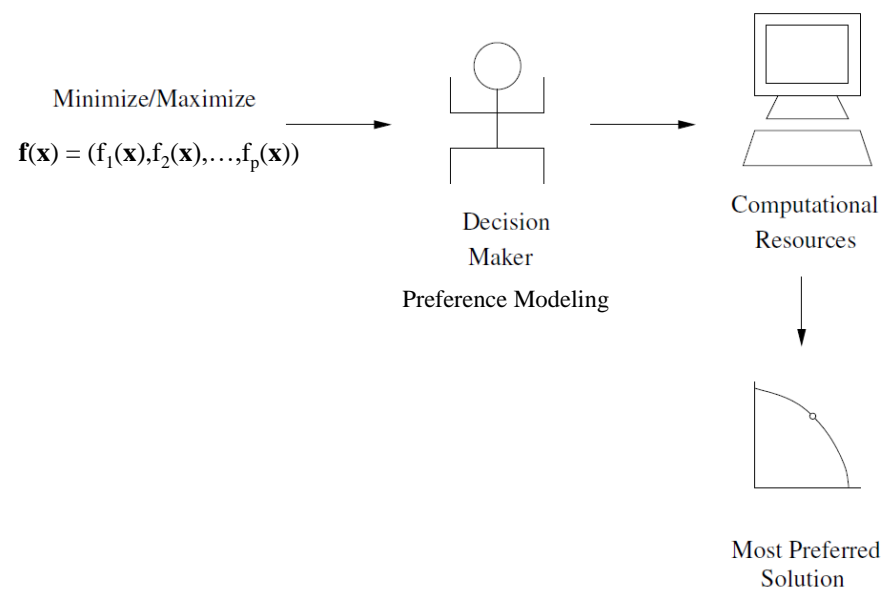 Minimize/Maximize
f(x) = (f₁(x),f₂(x),…,fₚ(x))
Decision
Maker
Preference Modeling
Computational
Resources
Most Preferred
Solution